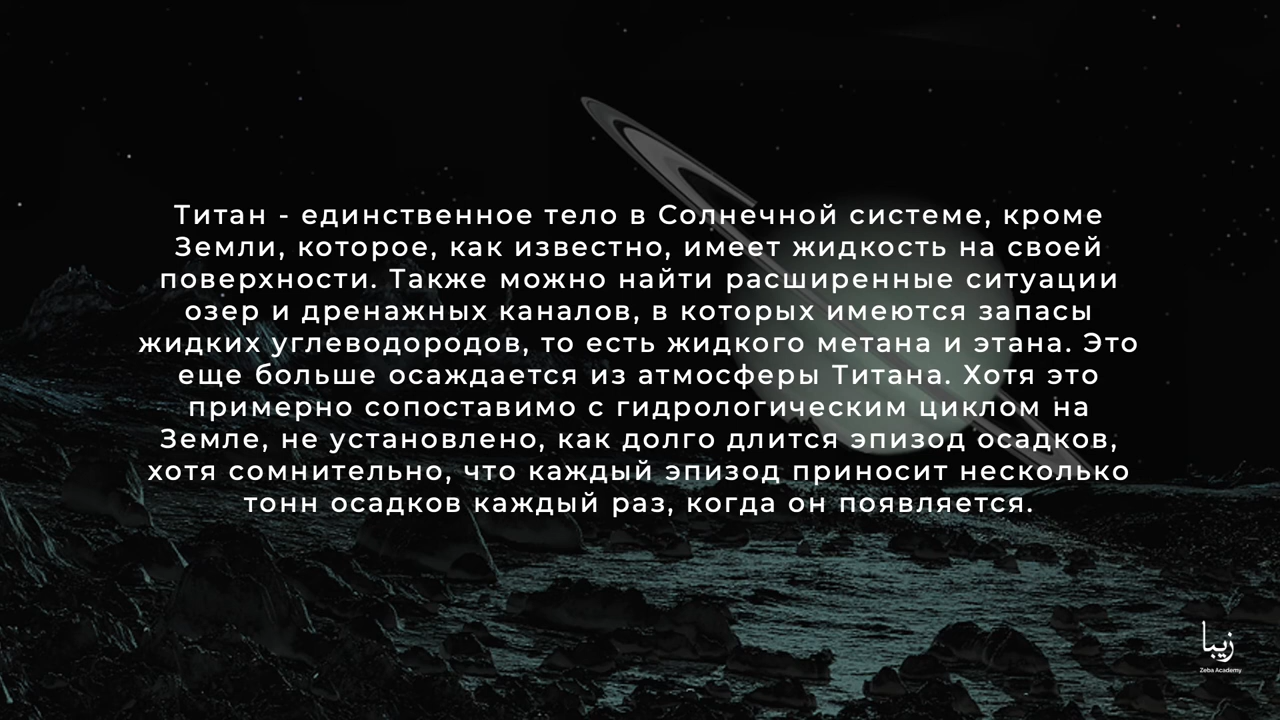 Титан - единственное тело в Солнечной системе, кроме
Земли, которое, как известно, имеет жидкость на своей
поверхности. Также можно найти расширенные ситуации
озер и дренажных каналов, в которых имеются запасы
жидких углеводородов, то есть жидкого метана и этана. Это
еще больше осаждается из атмосферы Титана. Хотя это
примерно сопоставимо с гидрологическим циклом на
Земле, не установлено, как долго длится эпизод осадков,
хотя сомнительно, что каждый эпизод приносит несколько
тонн осадков каждый раз, когда он появляется.
زيبا
Zeba Academy